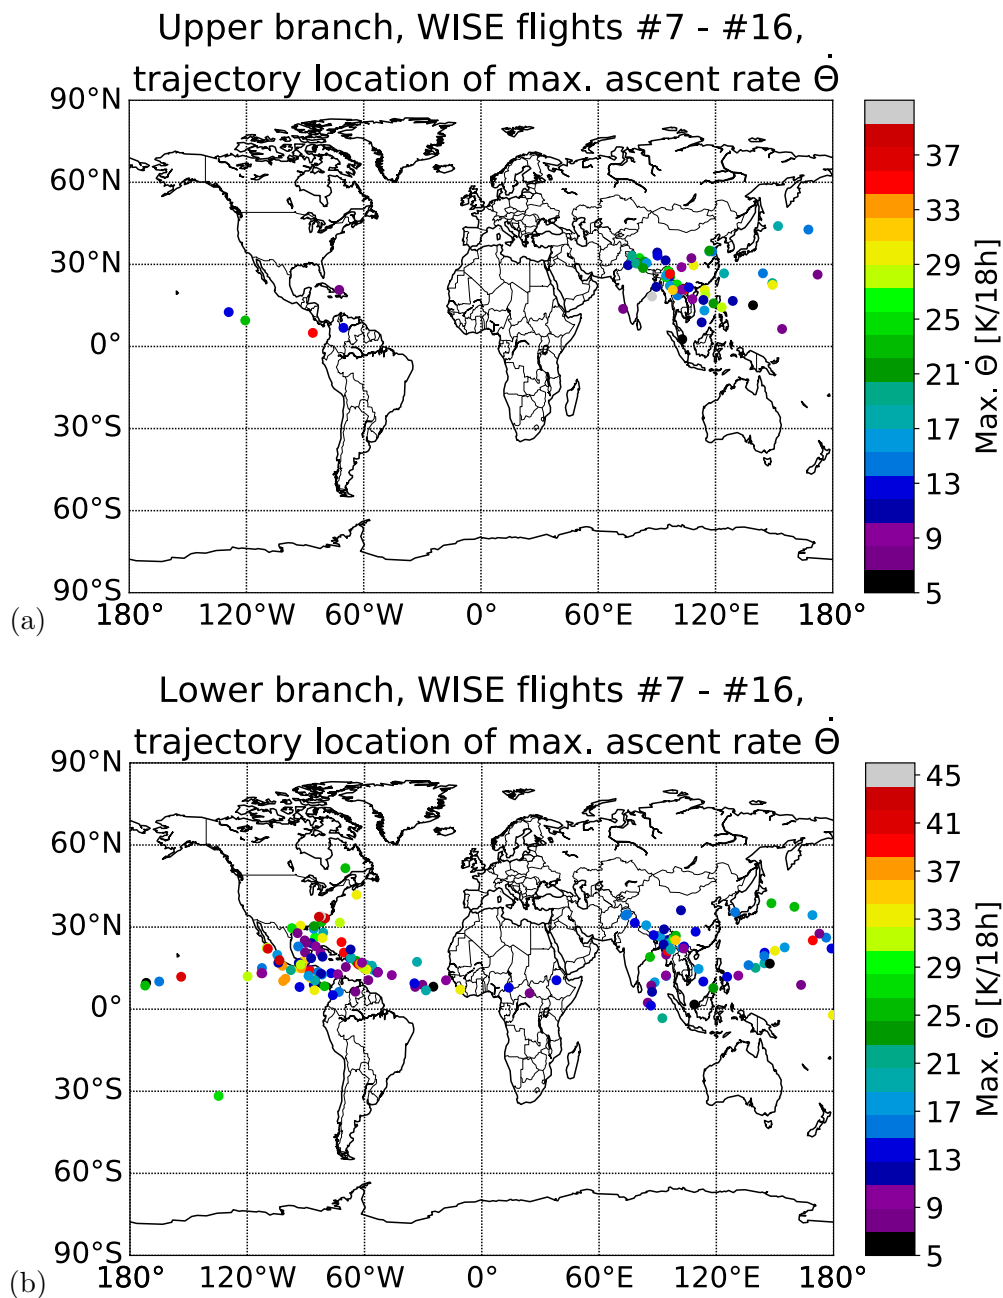 Upper branch, WISE flights #7 - #16,
trajectory location of max. ascent rate Θ̇
90°N
60°N
30°N
0°
30°S
60°S
90°S
180° 120°W 60°W 0° 60°E 120°E 180°
37
33
29
25
21
17
13
9
5
Max. Θ̇ [K/18h]
(a)
Lower branch, WISE flights #7 - #16,
trajectory location of max. ascent rate Θ̇
90°N
60°N
30°N
0°
30°S
60°S
90°S
180° 120°W 60°W 0° 60°E 120°E 180°
45
41
37
33
29
25
21
17
13
9
5
Max. Θ̇ [K/18h]
(b)